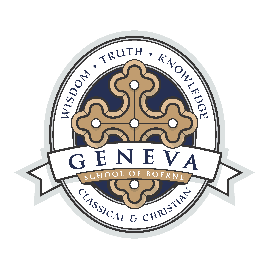 WISDOM · TRUTH · KNOWLEDGE
GENEVA
SCHOOL OF BOERNE
CLASSICAL & CHRISTIAN